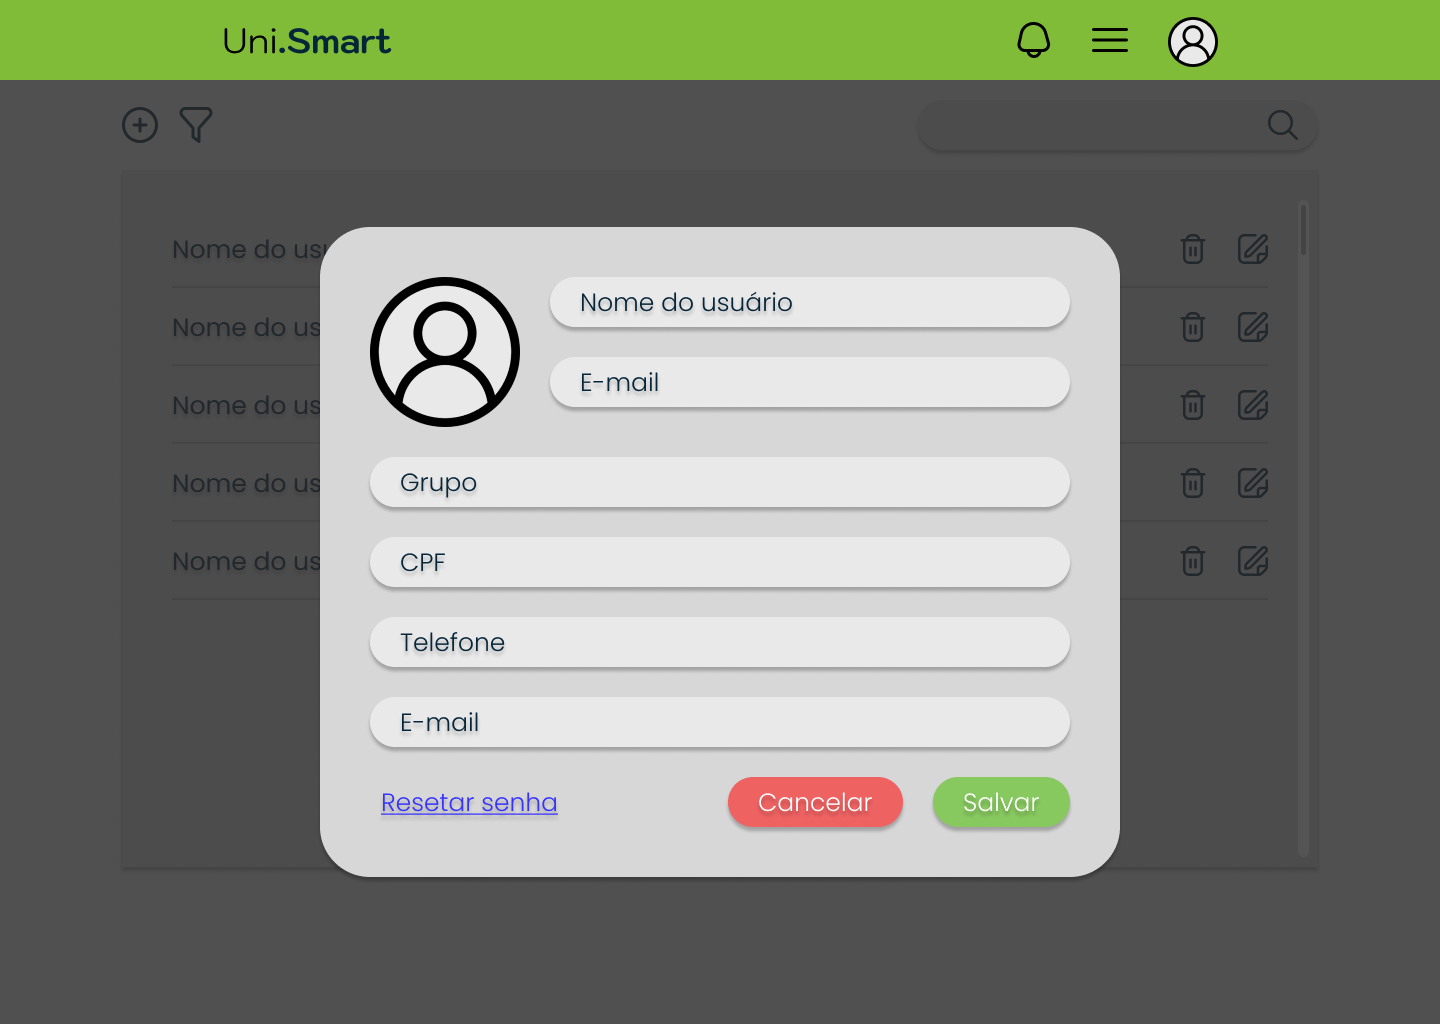 Uni.Smart
Nome do usu
Nome do us
Nome do us
Nome do us
Nome do us
Nome do usuário
E-mail
Grupo
CPF
Telefone
E-mail
Resetar senha
Cancelar
Salvar